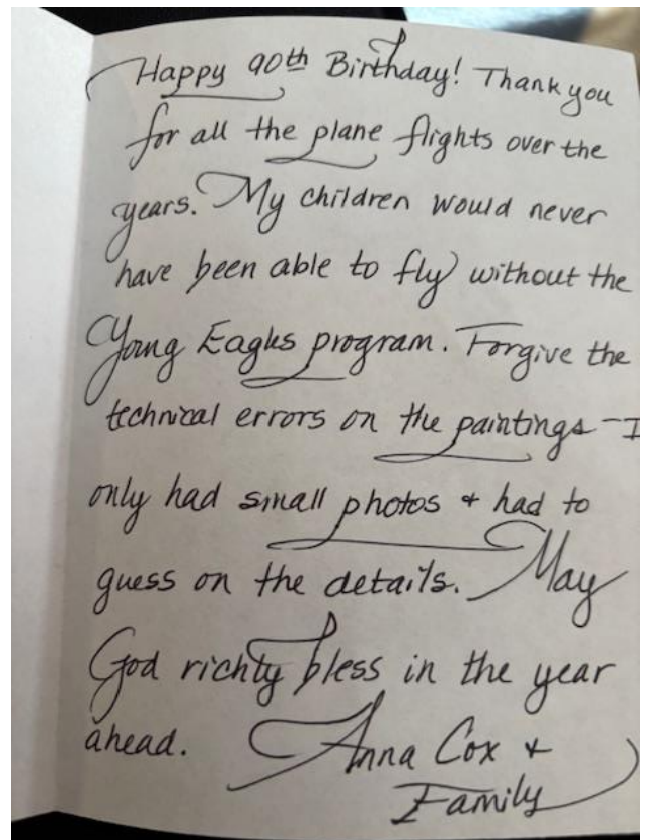 Happy 90th Birthday! Thank you
for all the plane flights over the
years. My children would never
have been able to fly without the
Young Eagles program. Forgive the
technical errors on the paintings - I
only had small photos + had to
guess on the details. May
God richly bless in the year
ahead. Anna Cox +
Family